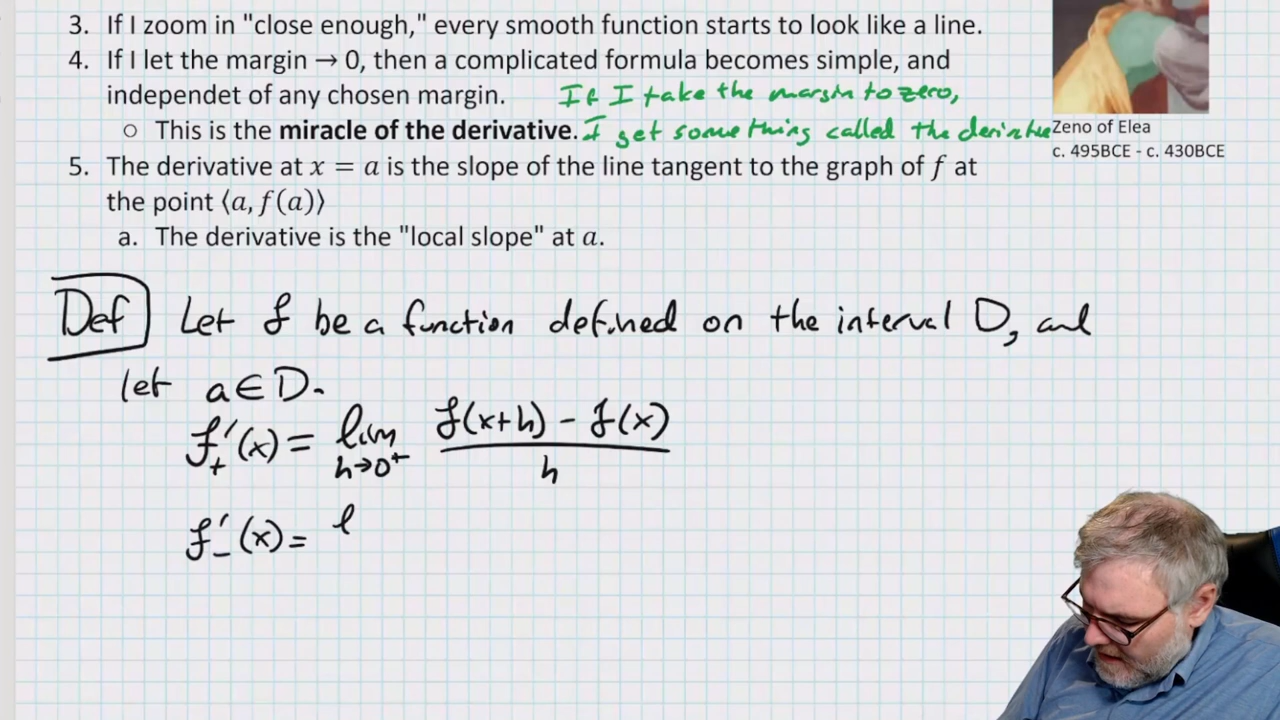 3. If I zoom in "close enough," every smooth function starts to look like a line.
4. If I let the margin → 0, then a complicated formula becomes simple, and
independet of any chosen margin. If I take the margin to zero,
○ This is the miracle of the derivative. I get something called the derivative
Zeno of Elea
c. 495BCE - c. 430BCE
5. The derivative at x = a is the slope of the line tangent to the graph of f at
the point ⟨a, f(a)⟩
a. The derivative is the "local slope" at a.
Def Let f be a function defined on the interval D, and
let a ∈ D.
f₊′(x) = lim h→0⁺ (f(x+h) - f(x)) / h
f₋′(x) = l